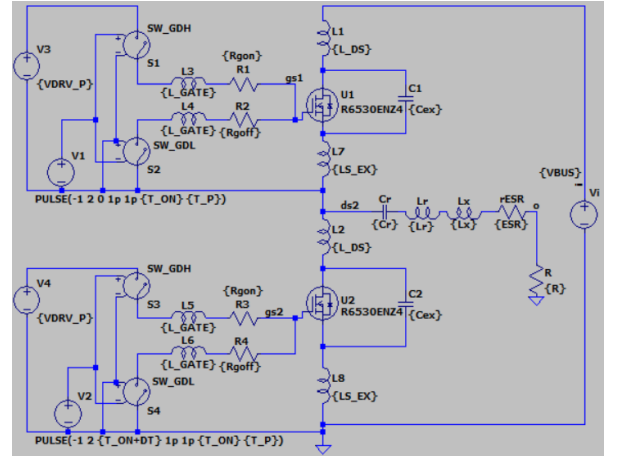 V3
{VDRV_P}
SW_GDH
S1
L3
{L_GATE}
{Rgon}
R1
gs1
L4
{L_GATE}
R2
{Rgoff}
V1
SW_GDL
S2
PULSE(-1 2 0 1p 1p {T_ON} {T_P})
L1
{L_DS}
U1
R6530ENZ4
C1
{Cex}
L7
{LS_EX}
ds2
Cr
{Cr}
Lr
{Lr}
Lx
{Lx}
rESR
{ESR}
o
R
{R}
{VBUS}
Vi
L2
{L_DS}
V4
{VDRV_P}
SW_GDH
S3
L5
{L_GATE}
{Rgon}
R3
gs2
L6
{L_GATE}
R4
{Rgoff}
V2
SW_GDL
S4
PULSE(-1 2 {T_ON+DT} 1p 1p {T_ON} {T_P})
U2
R6530ENZ4
C2
{Cex}
L8
{LS_EX}